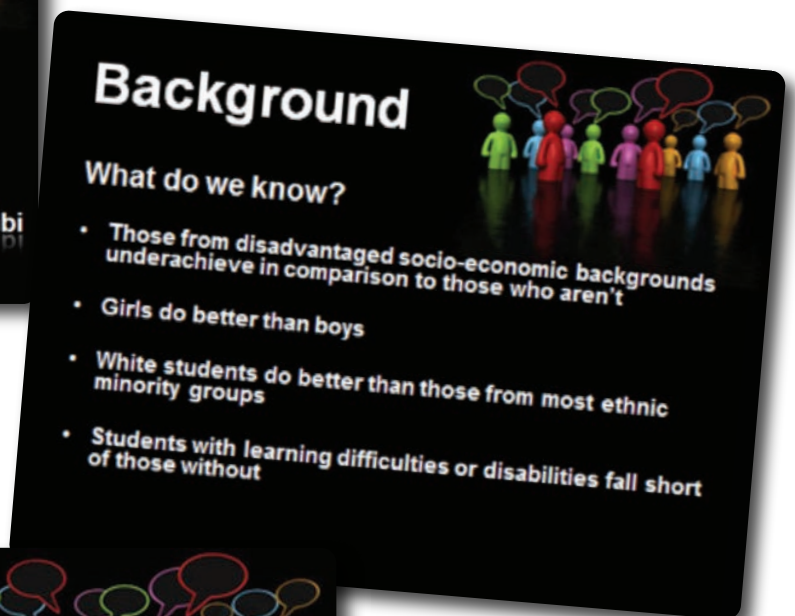 Background
What do we know?
• Those from disadvantaged socio-economic backgrounds
underachieve in comparison to those who aren't
• Girls do better than boys
• White students do better than those from most ethnic
minority groups
• Students with learning difficulties or disabilities fall short
of those without
bi